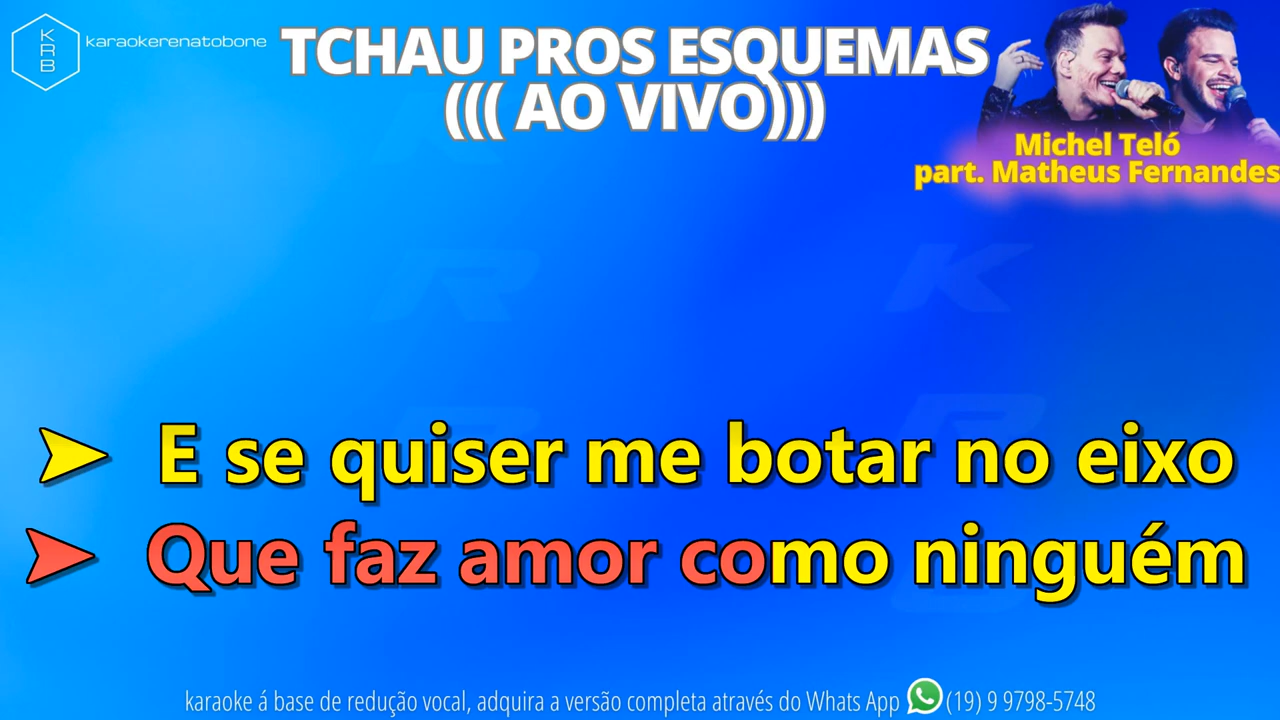 KRB
karaokerenatobone
TCHAU PROS ESQUEMAS
((( AO VIVO)))
Michel Teló
part. Matheus Fernandes
R K
R B
➤ E se quiser me botar no eixo
➤ Que faz amor como ninguém
karaoke á base de redução vocal, adquira a versão completa através do Whats App (19) 9 9798-5748